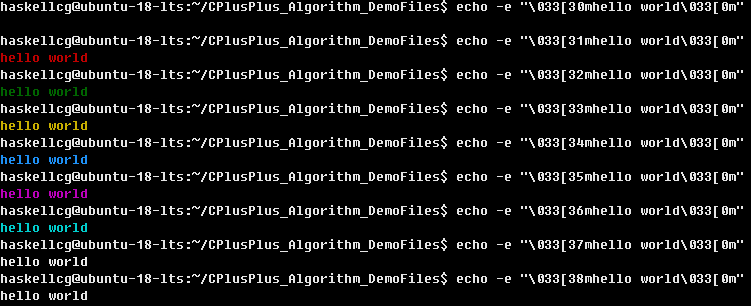 haskellcg@ubuntu-18-lts:~/CPlusPlus_Algorithm_DemoFiles$ echo -e "\033[30mhello world\033[0m"
haskellcg@ubuntu-18-lts:~/CPlusPlus_Algorithm_DemoFiles$ echo -e "\033[31mhello world\033[0m"
hello world
haskellcg@ubuntu-18-lts:~/CPlusPlus_Algorithm_DemoFiles$ echo -e "\033[32mhello world\033[0m"
hello world
haskellcg@ubuntu-18-lts:~/CPlusPlus_Algorithm_DemoFiles$ echo -e "\033[33mhello world\033[0m"
hello world
haskellcg@ubuntu-18-lts:~/CPlusPlus_Algorithm_DemoFiles$ echo -e "\033[34mhello world\033[0m"
hello world
haskellcg@ubuntu-18-lts:~/CPlusPlus_Algorithm_DemoFiles$ echo -e "\033[35mhello world\033[0m"
hello world
haskellcg@ubuntu-18-lts:~/CPlusPlus_Algorithm_DemoFiles$ echo -e "\033[36mhello world\033[0m"
hello world
haskellcg@ubuntu-18-lts:~/CPlusPlus_Algorithm_DemoFiles$ echo -e "\033[37mhello world\033[0m"
hello world
haskellcg@ubuntu-18-lts:~/CPlusPlus_Algorithm_DemoFiles$ echo -e "\033[38mhello world\033[0m"
hello world